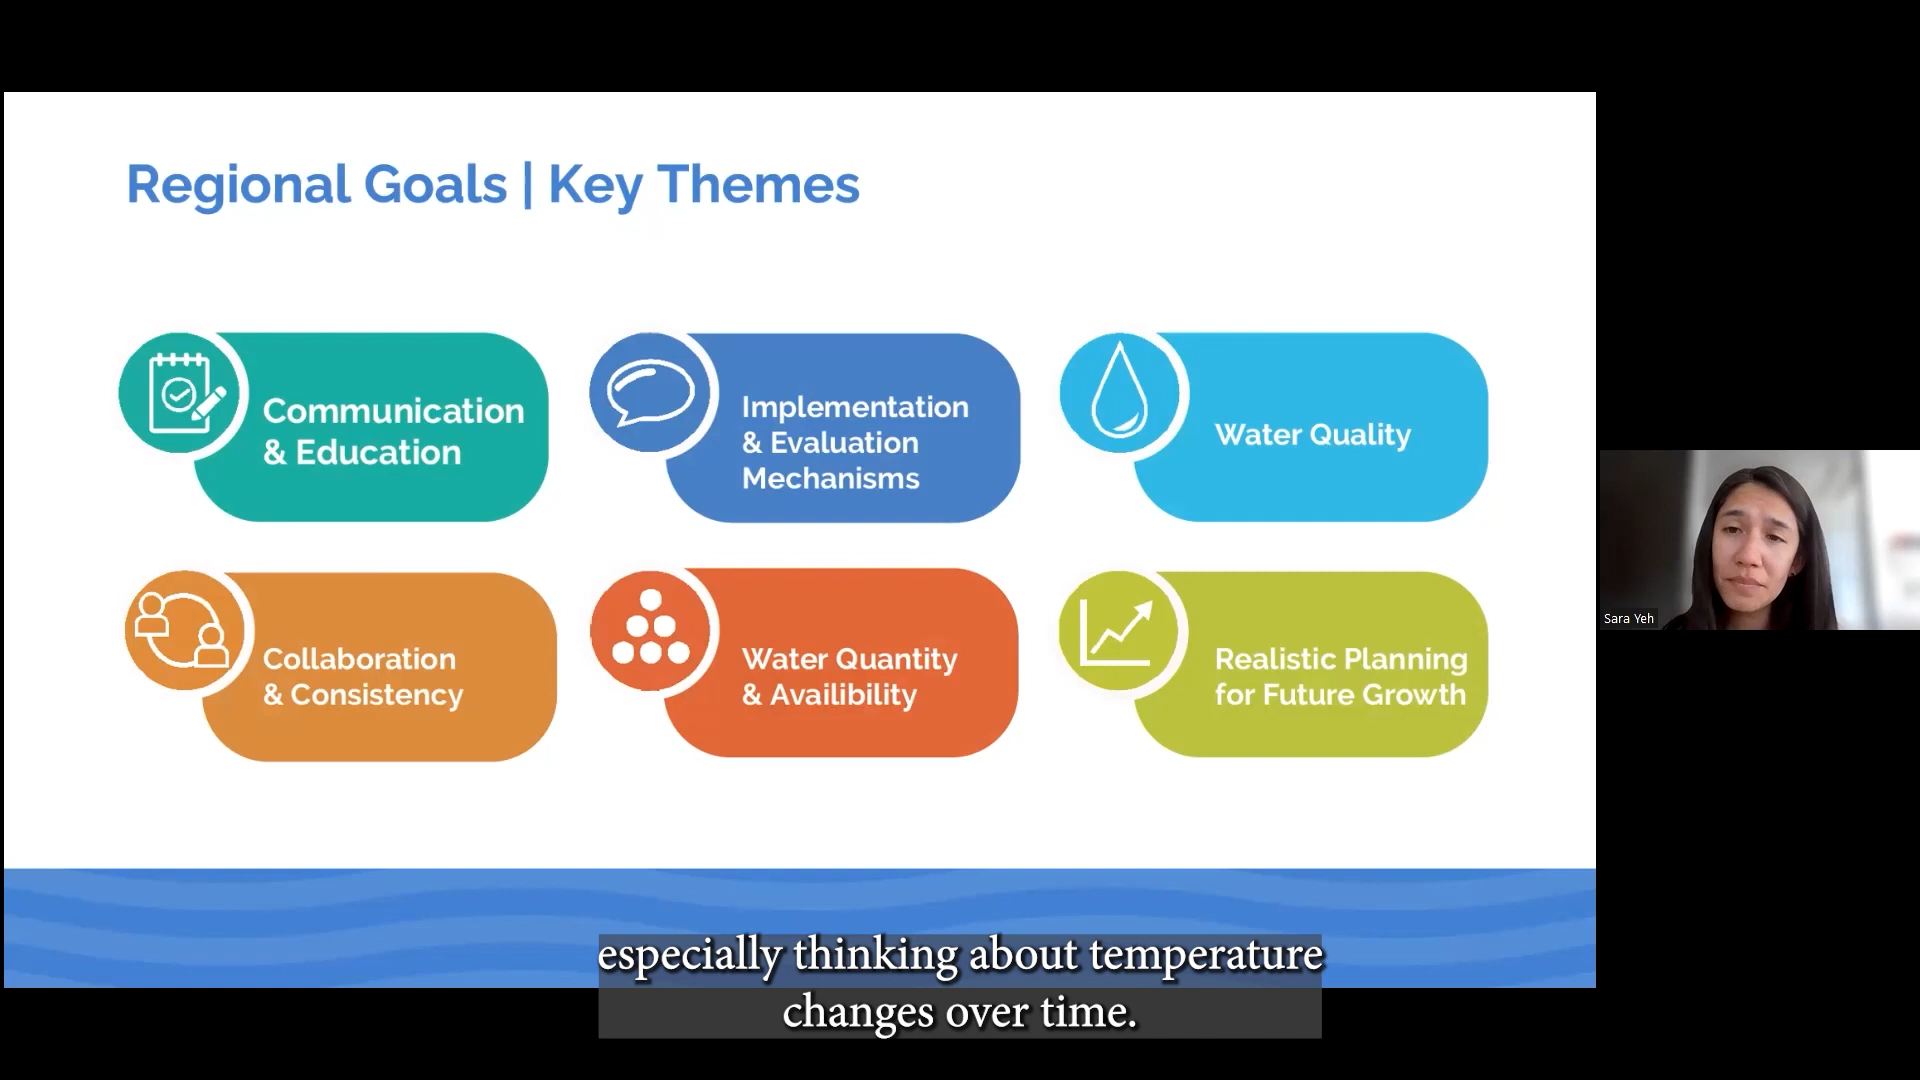 Regional Goals | Key Themes
Communication
& Education
Implementation
& Evaluation
Mechanisms
Water Quality
Collaboration
& Consistency
Water Quantity
& Availibility
Realistic Planning
for Future Growth
Sara Yeh
especially thinking about temperature
changes over time.